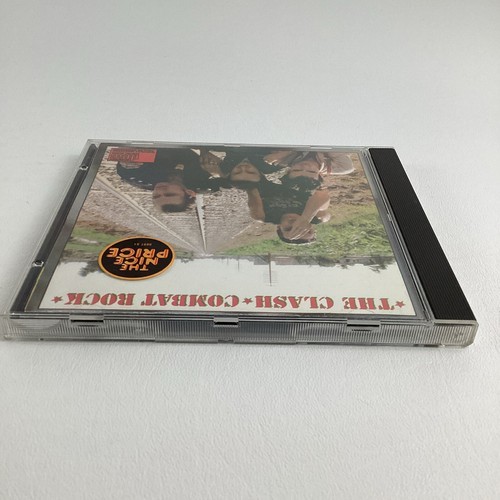 ★THE CLASH★COMBAT ROCK★
THE
NICE
PRICE